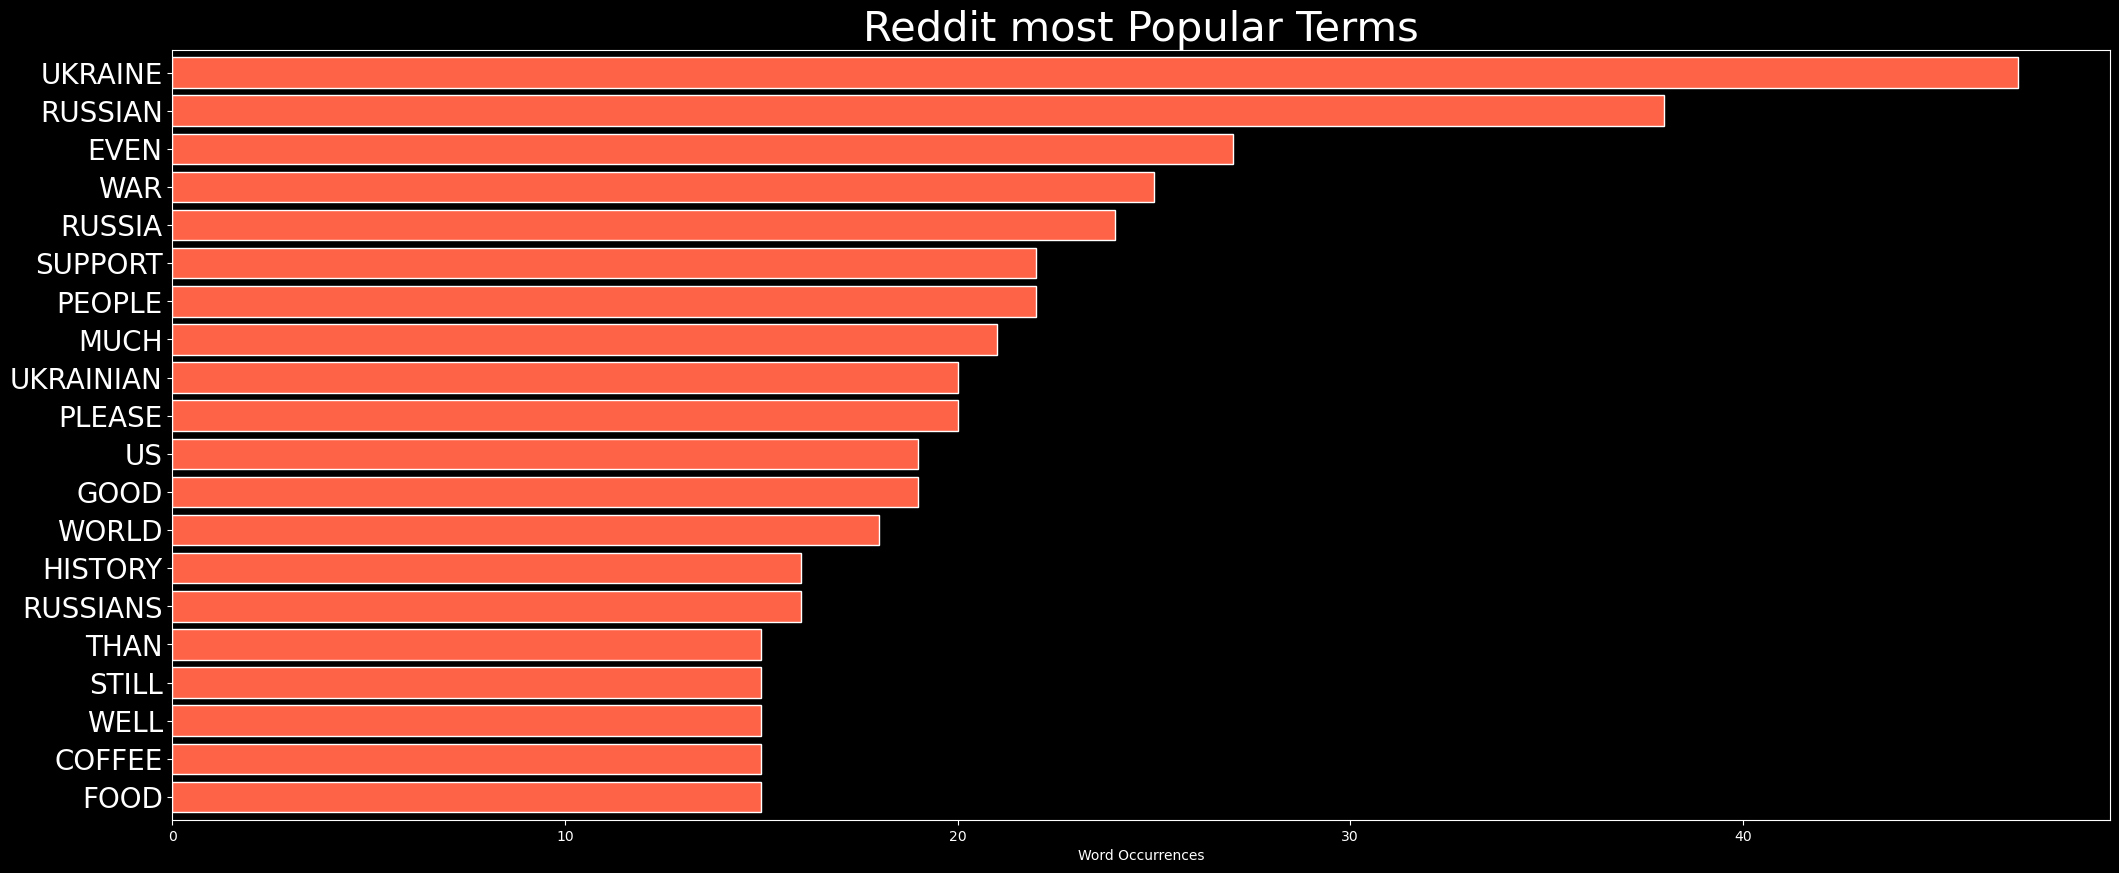 Reddit most Popular Terms
UKRAINE
RUSSIAN
EVEN
WAR
RUSSIA
SUPPORT
PEOPLE
MUCH
UKRAINIAN
PLEASE
US
GOOD
WORLD
HISTORY
RUSSIANS
THAN
STILL
WELL
COFFEE
FOOD
0 10 20 30 40
Word Occurrences